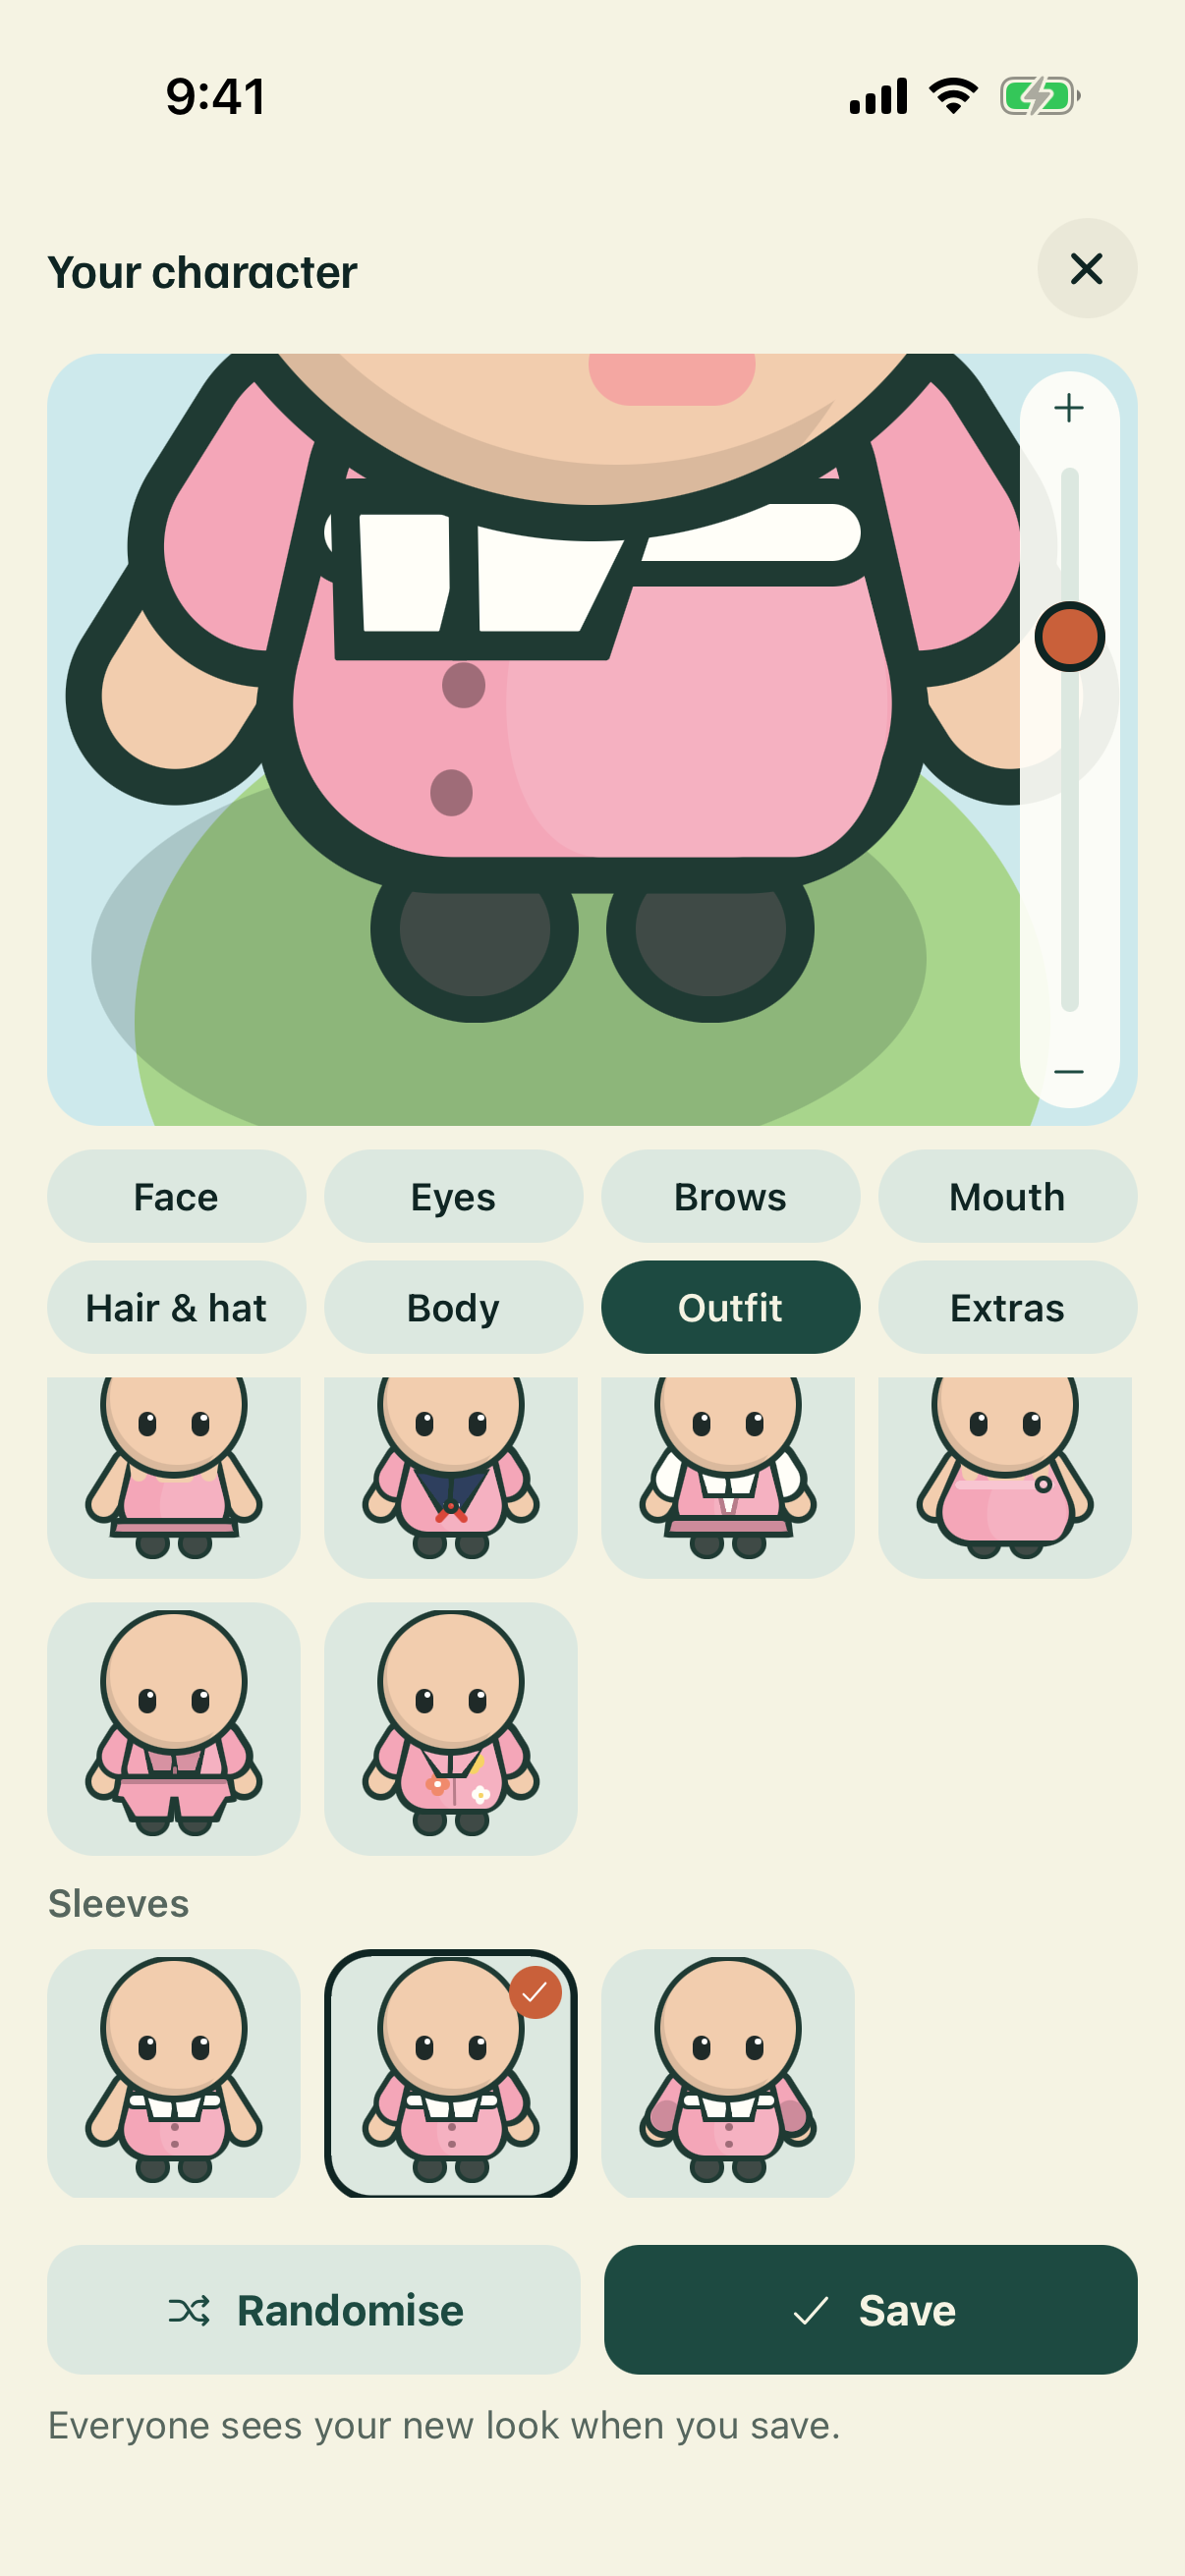 9:41
Your character
Face
Eyes
Brows
Mouth
Hair & hat
Body
Outfit
Extras
Sleeves
Randomise
Save
Everyone sees your new look when you save.